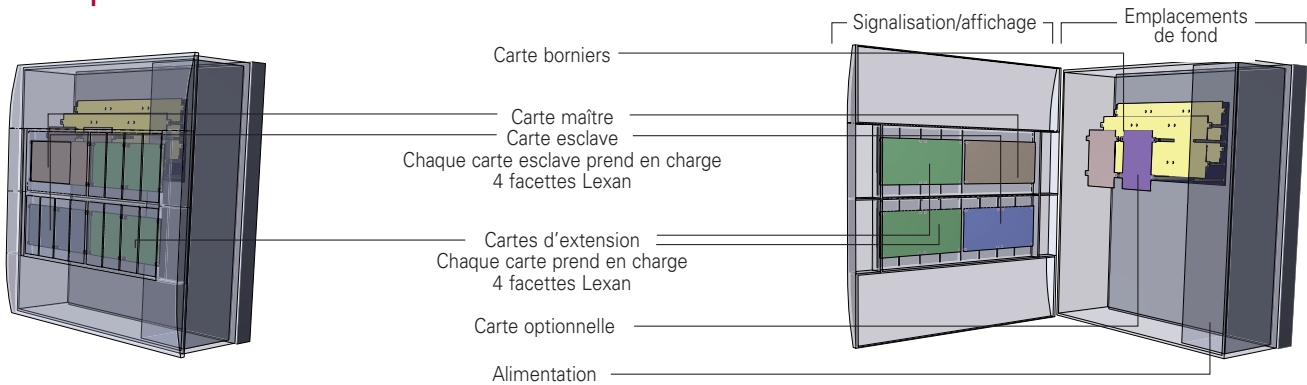 Signalisation/affichage
Emplacements
de fond
Carte borniers
Carte maître
Carte esclave
Chaque carte esclave prend en charge
4 facettes Lexan
Cartes d'extension
Chaque carte prend en charge
4 facettes Lexan
Carte optionnelle
Alimentation